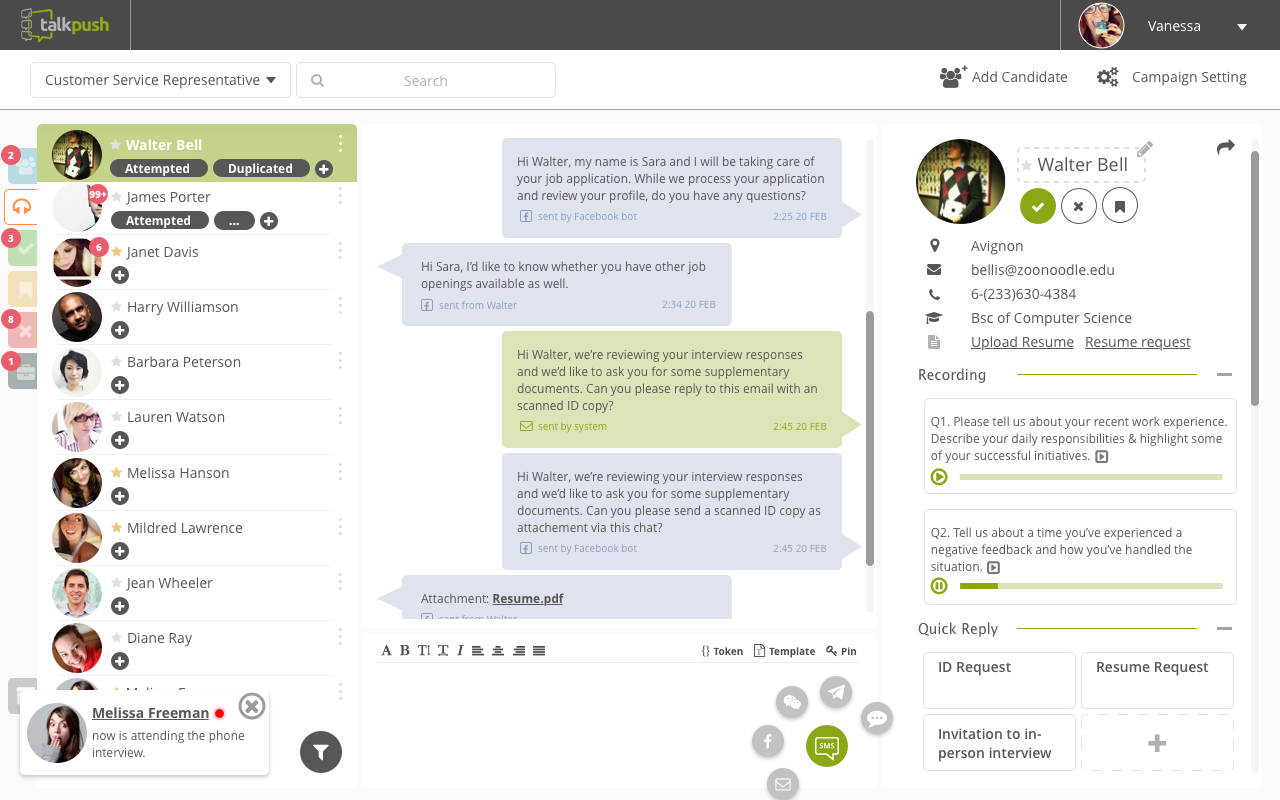 talkpush
Vanessa
Customer Service Representative
Search
Add Candidate
Campaign Setting
2
3
8
1
Walter Bell
Attempted
Duplicated
99+
James Porter
Attempted
...
6
Janet Davis
Harry Williamson
Barbara Peterson
Lauren Watson
Melissa Hanson
Mildred Lawrence
Jean Wheeler
Diane Ray
Melissa Freeman
now is attending the phone
interview.
Hi Walter, my name is Sara and I will be taking care of
your job application. While we process your application
and review your profile, do you have any questions?
sent by Facebook bot
2:25 20 FEB
Hi Sara, I’d like to know whether you have other job
openings available as well.
sent from Walter
2:34 20 FEB
Hi Walter, we’re reviewing your interview responses
and we’d like to ask you for some supplementary
documents. Can you please reply to this email with an
scanned ID copy?
sent by system
2:45 20 FEB
Hi Walter, we’re reviewing your interview responses
and we’d like to ask you for some supplementary
documents. Can you please send a scanned ID copy as
attachement via this chat?
sent by Facebook bot
2:45 20 FEB
Attachment: Resume.pdf
sent from Walter
A B T T I
{} Token
Template
Pin
SMS
Walter Bell
Avignon
bellis@zoonoodle.edu
6-(233)630-4384
Bsc of Computer Science
Upload Resume Resume request
Recording
Q1. Please tell us about your recent work experience.
Describe your daily responsibilities & highlight some
of your successful initiatives.
Q2. Tell us about a time you’ve experienced a
negative feedback and how you’ve handled the
situation.
Quick Reply
ID Request
Resume Request
Invitation to in-
person interview